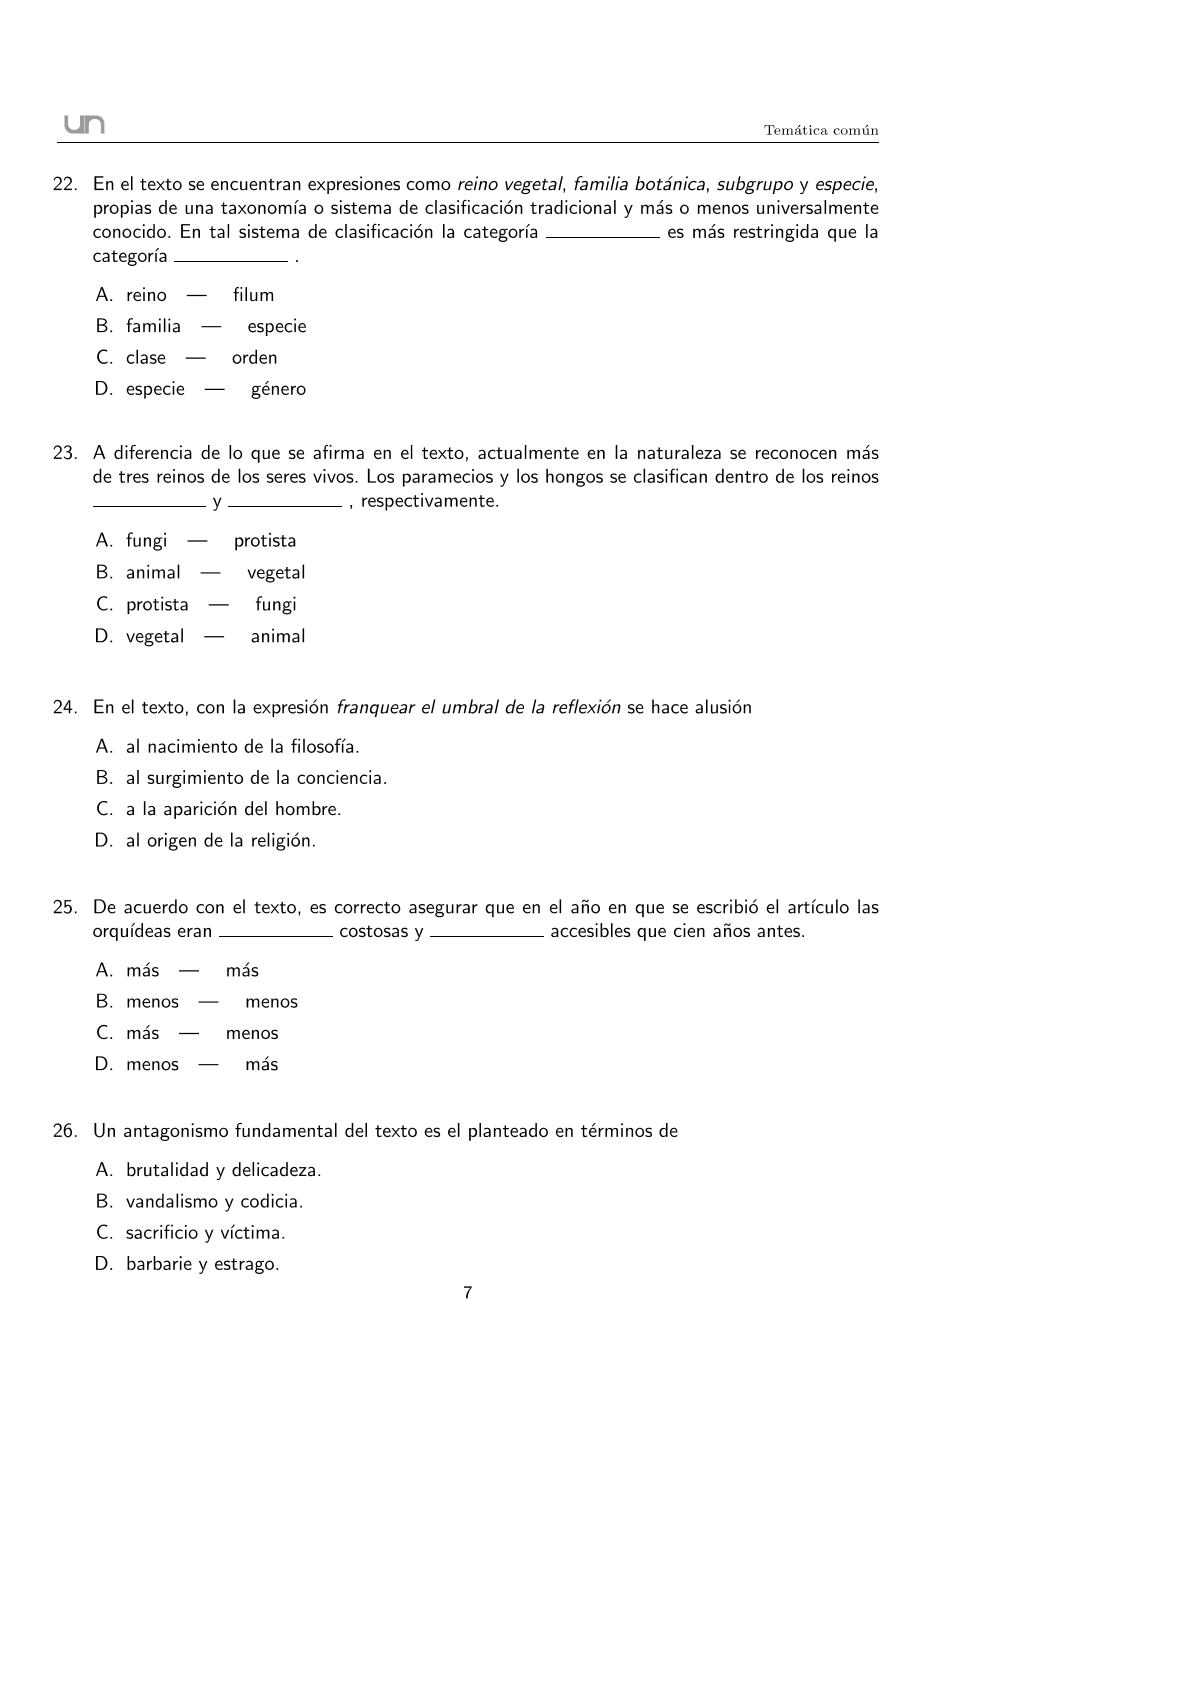 un
Temática común
22. En el texto se encuentran expresiones como reino vegetal, familia botánica, subgrupo y especie,
propias de una taxonomía o sistema de clasificación tradicional y más o menos universalmente
conocido. En tal sistema de clasificación la categoría ___________ es más restringida que la
categoría ___________ .
A. reino — filum
B. familia — especie
C. clase — orden
D. especie — género
23. A diferencia de lo que se afirma en el texto, actualmente en la naturaleza se reconocen más
de tres reinos de los seres vivos. Los paramecios y los hongos se clasifican dentro de los reinos
___________ y ___________ , respectivamente.
A. fungi — protista
B. animal — vegetal
C. protista — fungi
D. vegetal — animal
24. En el texto, con la expresión franquear el umbral de la reflexión se hace alusión
A. al nacimiento de la filosofía.
B. al surgimiento de la conciencia.
C. a la aparición del hombre.
D. al origen de la religión.
25. De acuerdo con el texto, es correcto asegurar que en el año en que se escribió el artículo las
orquídeas eran ___________ costosas y ___________ accesibles que cien años antes.
A. más — más
B. menos — menos
C. más — menos
D. menos — más
26. Un antagonismo fundamental del texto es el planteado en términos de
A. brutalidad y delicadeza.
B. vandalismo y codicia.
C. sacrificio y víctima.
D. barbarie y estrago.
7